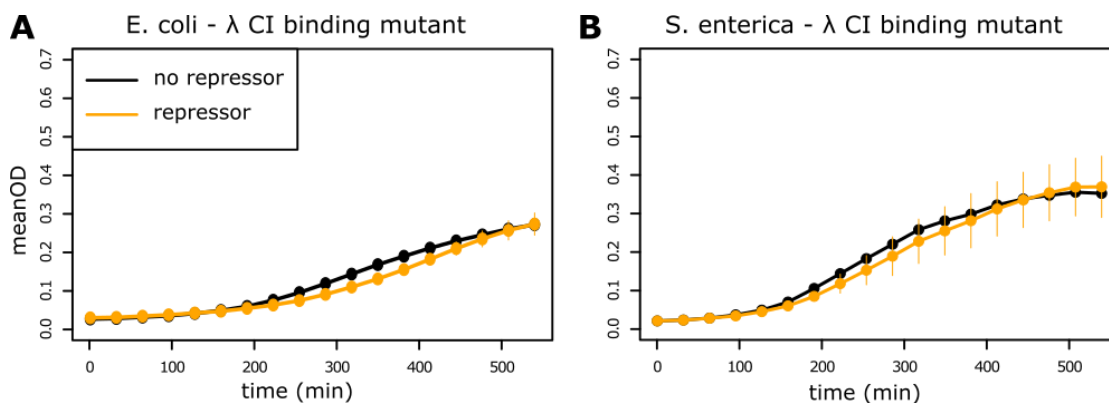 A E. coli - λ CI binding mutant
B S. enterica - λ CI binding mutant
no repressor
repressor
meanOD
0.7
0.6
0.5
0.4
0.3
0.2
0.1
0.0
0 100 200 300 400 500
time (min)
0.7
0.6
0.5
0.4
0.3
0.2
0.1
0.0
0 100 200 300 400 500
time (min)